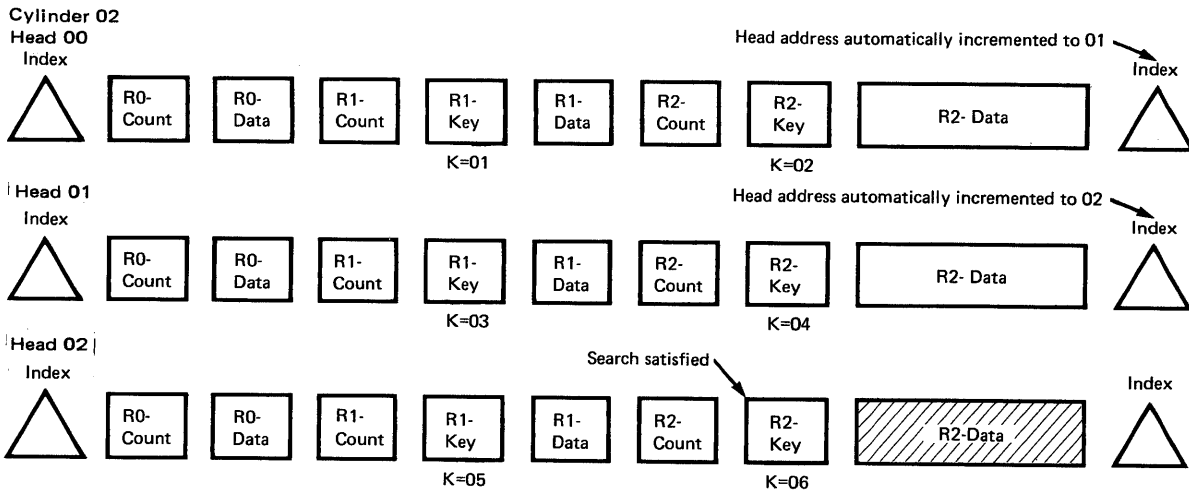 Cylinder 02
Head 00
Head address automatically incremented to 01
Index
Index
R0-
Count
R0-
Data
R1-
Count
R1-
Key
R1-
Data
R2-
Count
R2-
Key
R2- Data
K=01
K=02
Head 01
Head address automatically incremented to 02
Index
Index
R0-
Count
R0-
Data
R1-
Count
R1-
Key
R1-
Data
R2-
Count
R2-
Key
R2- Data
K=03
K=04
Head 02
Search satisfied
Index
Index
R0-
Count
R0-
Data
R1-
Count
R1-
Key
R1-
Data
R2-
Count
R2-
Key
R2-Data
K=05
K=06